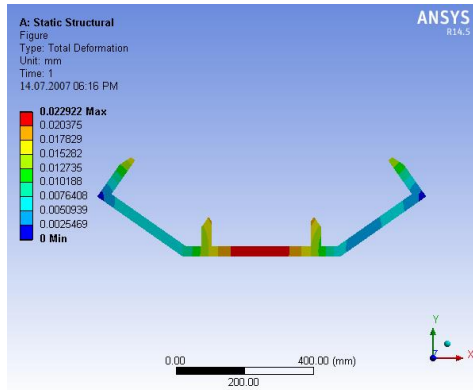 A: Static Structural
Figure
Type: Total Deformation
Unit: mm
Time: 1
14.07.2007 06:16 PM
ANSYS
R14.5
0.022922 Max
0.020375
0.017829
0.015282
0.012735
0.010188
0.0076408
0.0050939
0.0025469
0 Min
0.00
400.00 (mm)
200.00
Y
Z
X